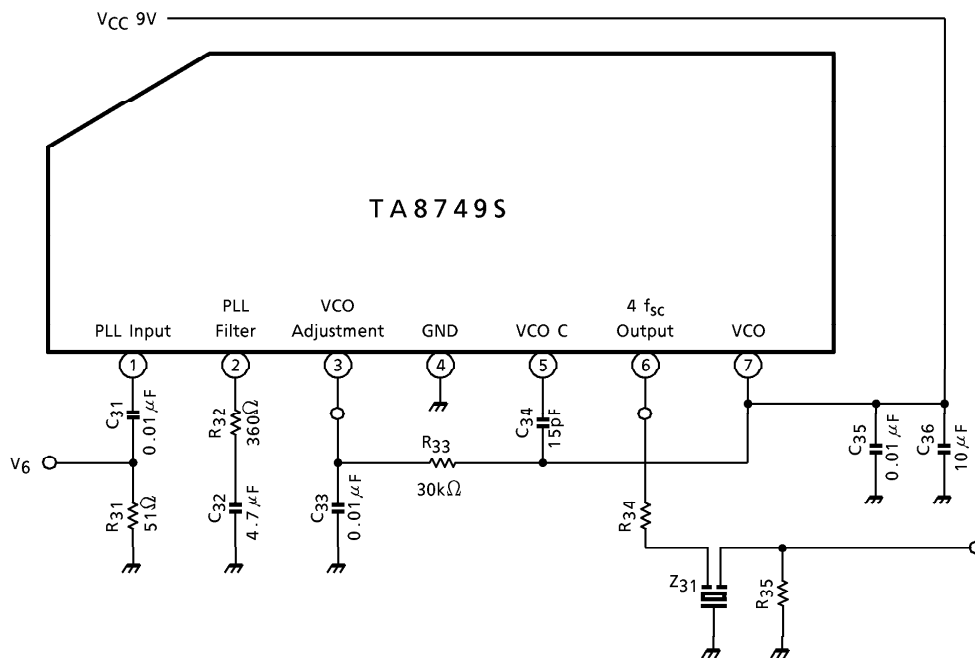 VCC 9V
TA8749S
PLL Input
PLL
Filter
VCO
Adjustment
GND
VCO C
4 fsc
Output
VCO
1
2
3
4
5
6
7
C31
0.01μF
R32
360Ω
C34
15pF
C35
0.01μF
C36
10μF
V6
R33
30kΩ
R31
51Ω
C32
4.7μF
C33
0.01μF
R34
Z31
R35